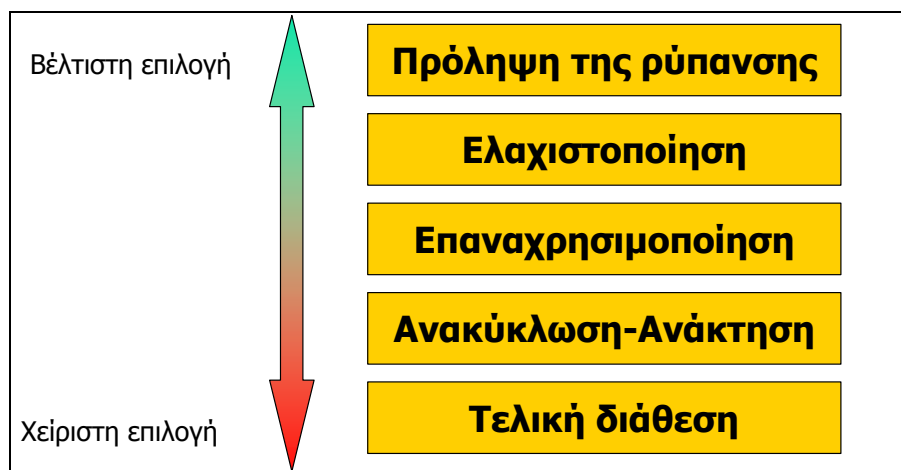 Βέλτιστη επιλογή
Πρόληψη της ρύπανσης
Ελαχιστοποίηση
Επαναχρησιμοποίηση
Ανακύκλωση-Ανάκτηση
Χείριστη επιλογή
Τελική διάθεση